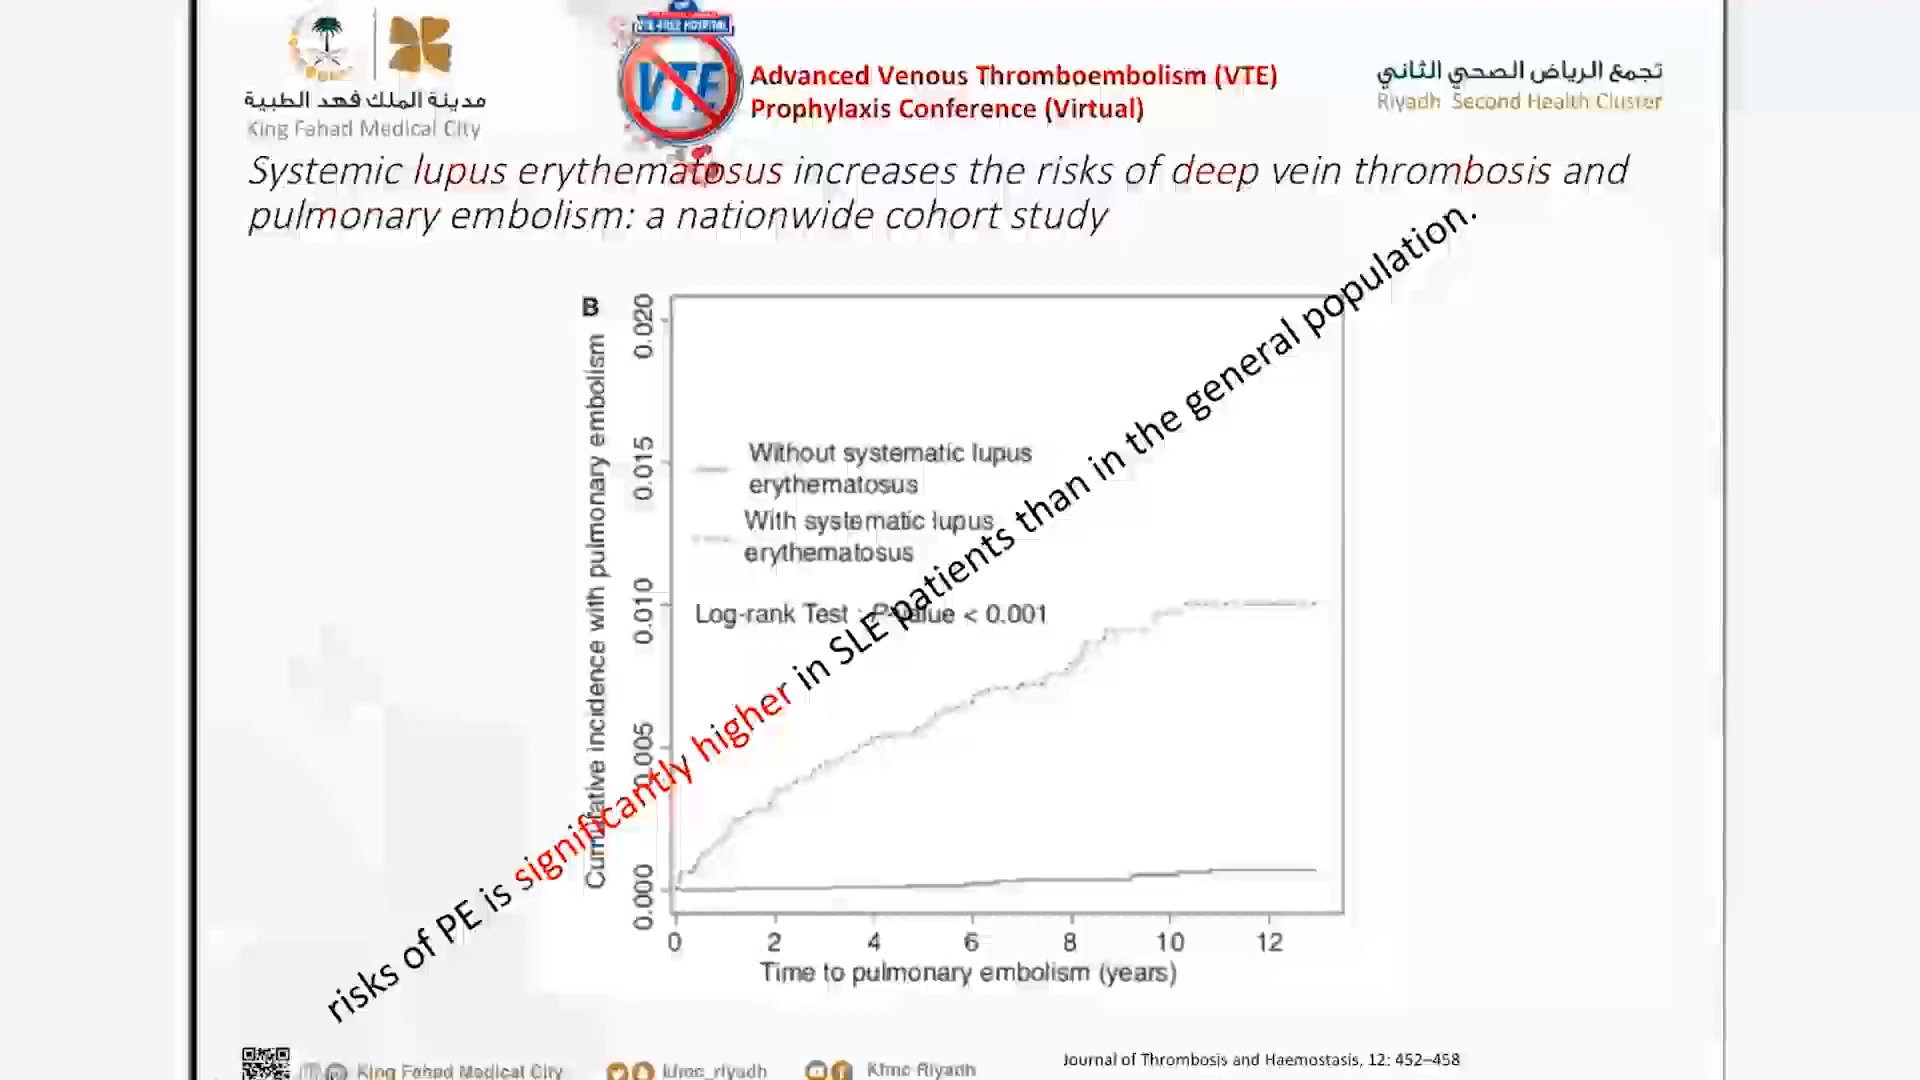 مدينة الملك فهد الطبية
King Fahad Medical City
VTE FREE HOSPITAL
VTE
Advanced Venous Thromboembolism (VTE)
Prophylaxis Conference (Virtual)
تجمع الرياض الصحي الثاني
Riyadh Second Health Cluster
Systemic lupus erythematosus increases the risks of deep vein thrombosis and
pulmonary embolism: a nationwide cohort study
B
Cumulative incidence with pulmonary embolism
0.020
0.015
0.010
0.005
0.000
Without systematic lupus
erythematosus
With systematic lupus
erythematosus
Log-rank Test : P-value < 0.001
risks of PE is significantly higher in SLE patients than in the general population.
0 2 4 6 8 10 12
Time to pulmonary embolism (years)
King Fahad Medical City
kfmc_riyadh
Kfmc Riyadh
Journal of Thrombosis and Haemostasis, 12: 452–458